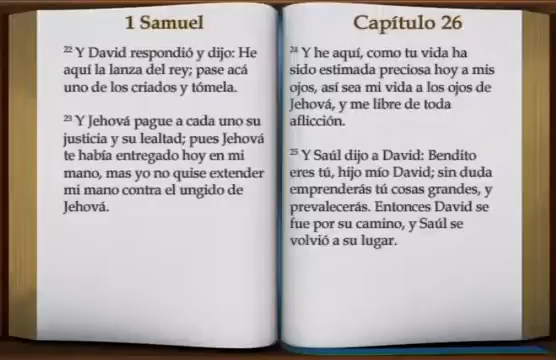 1 Samuel
²² Y David respondió y dijo: He
aquí la lanza del rey; pase acá
uno de los criados y tómela.
²³ Y Jehová pague a cada uno su
justicia y su lealtad; pues Jehová
te había entregado hoy en mi
mano, mas yo no quise extender
mi mano contra el ungido de
Jehová.
Capítulo 26
²⁴ Y he aquí, como tu vida ha
sido estimada preciosa hoy a mis
ojos, así sea mi vida a los ojos de
Jehová, y me libre de toda
aflicción.
²⁵ Y Saúl dijo a David: Bendito
eres tú, hijo mío David; sin duda
emprenderás tú cosas grandes, y
prevalecerás. Entonces David se
fue por su camino, y Saúl se
volvió a su lugar.